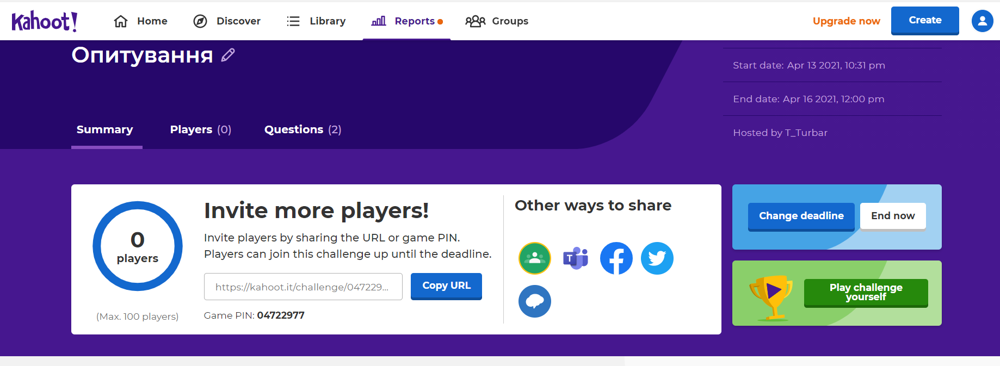 Kahoot!
Home
Discover
Library
Reports
Groups
Upgrade now
Create
Опитування
Start date: Apr 13 2021, 10:31 pm
End date: Apr 16 2021, 12:00 pm
Hosted by T_Turbar
Summary
Players (0)
Questions (2)
0
players
(Max. 100 players)
Invite more players!
Invite players by sharing the URL or game PIN.
Players can join this challenge up until the deadline.
https://kahoot.it/challenge/047229...
Copy URL
Game PIN: 04722977
Other ways to share
T
Change deadline
End now
Play challenge
yourself